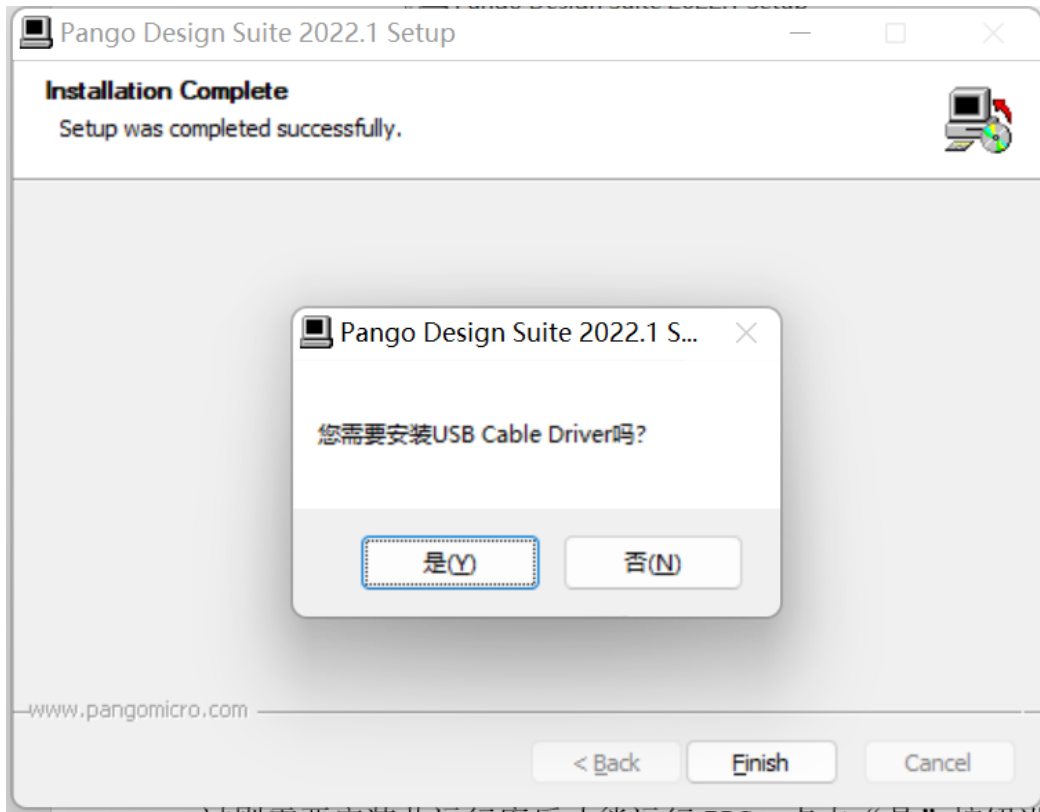 Pango Design Suite 2022.1 Setup
Installation Complete
Setup was completed successfully.
Pango Design Suite 2022.1 S...
您需要安装USB Cable Driver吗?
是(Y)
否(N)
www.pangomicro.com
< Back
Finish
Cancel